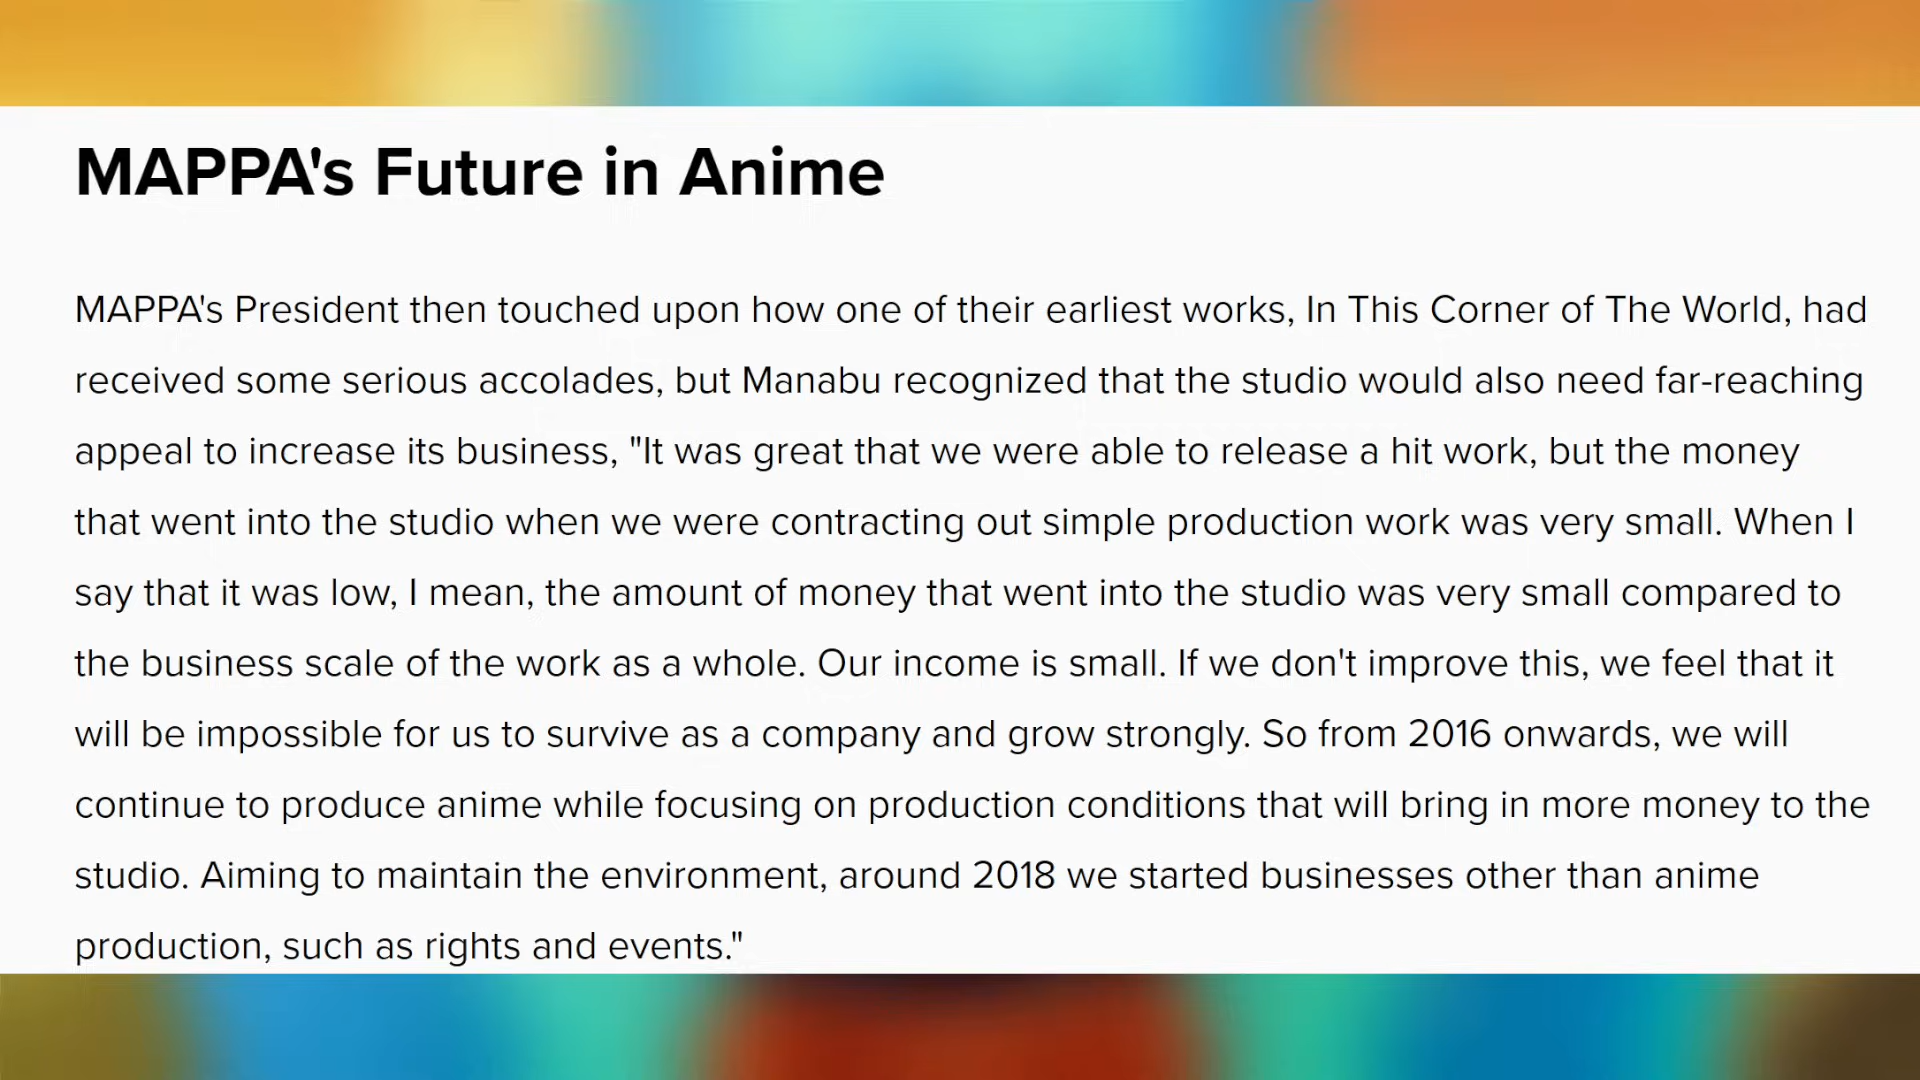 MAPPA's Future in Anime
MAPPA's President then touched upon how one of their earliest works, In This Corner of The World, had
received some serious accolades, but Manabu recognized that the studio would also need far-reaching
appeal to increase its business, "It was great that we were able to release a hit work, but the money
that went into the studio when we were contracting out simple production work was very small. When I
say that it was low, I mean, the amount of money that went into the studio was very small compared to
the business scale of the work as a whole. Our income is small. If we don't improve this, we feel that it
will be impossible for us to survive as a company and grow strongly. So from 2016 onwards, we will
continue to produce anime while focusing on production conditions that will bring in more money to the
studio. Aiming to maintain the environment, around 2018 we started businesses other than anime
production, such as rights and events."